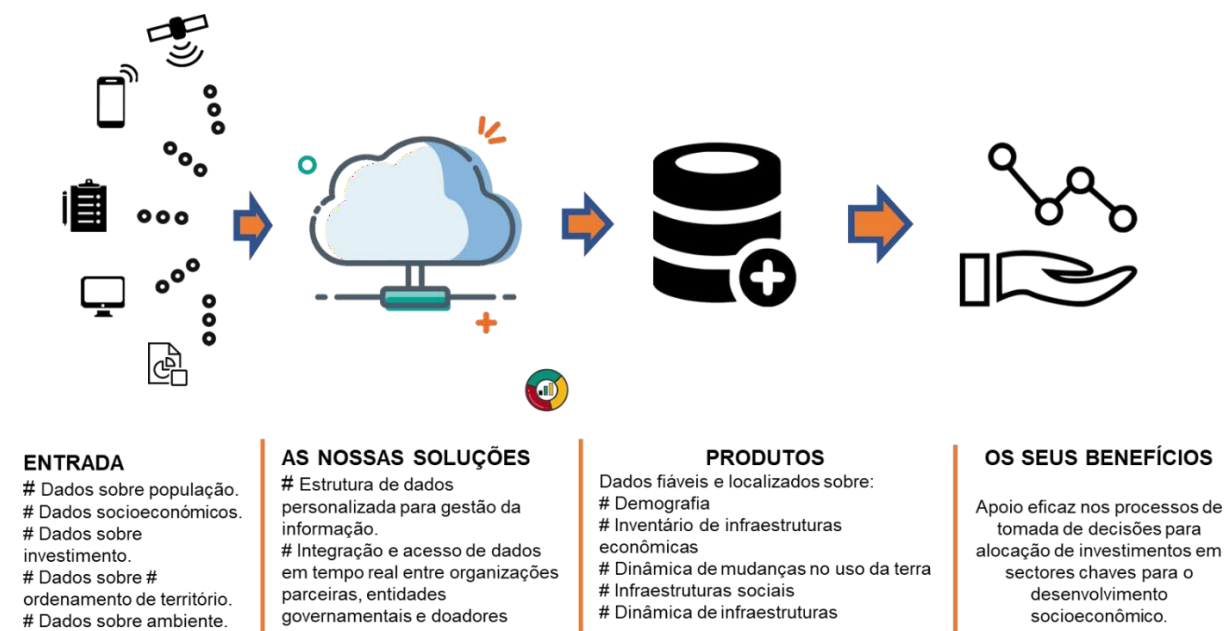 ENTRADA
# Dados sobre população.
# Dados socioeconómicos.
# Dados sobre
investimento.
# Dados sobre #
ordenamento de território.
# Dados sobre ambiente.
AS NOSSAS SOLUÇÕES
# Estrutura de dados
personalizada para gestão da
informação.
# Integração e acesso de dados
em tempo real entre organizações
parceiras, entidades
governamentais e doadores
PRODUTOS
Dados fiáveis e localizados sobre:
# Demografia
# Inventário de infraestruturas
econômicas
# Dinâmica de mudanças no uso da terra
# Infraestruturas sociais
# Dinâmica de infraestruturas
OS SEUS BENEFÍCIOS
Apoio eficaz nos processos de
tomada de decisões para
alocação de investimentos em
sectores chaves para o
desenvolvimento
socioeconômico.